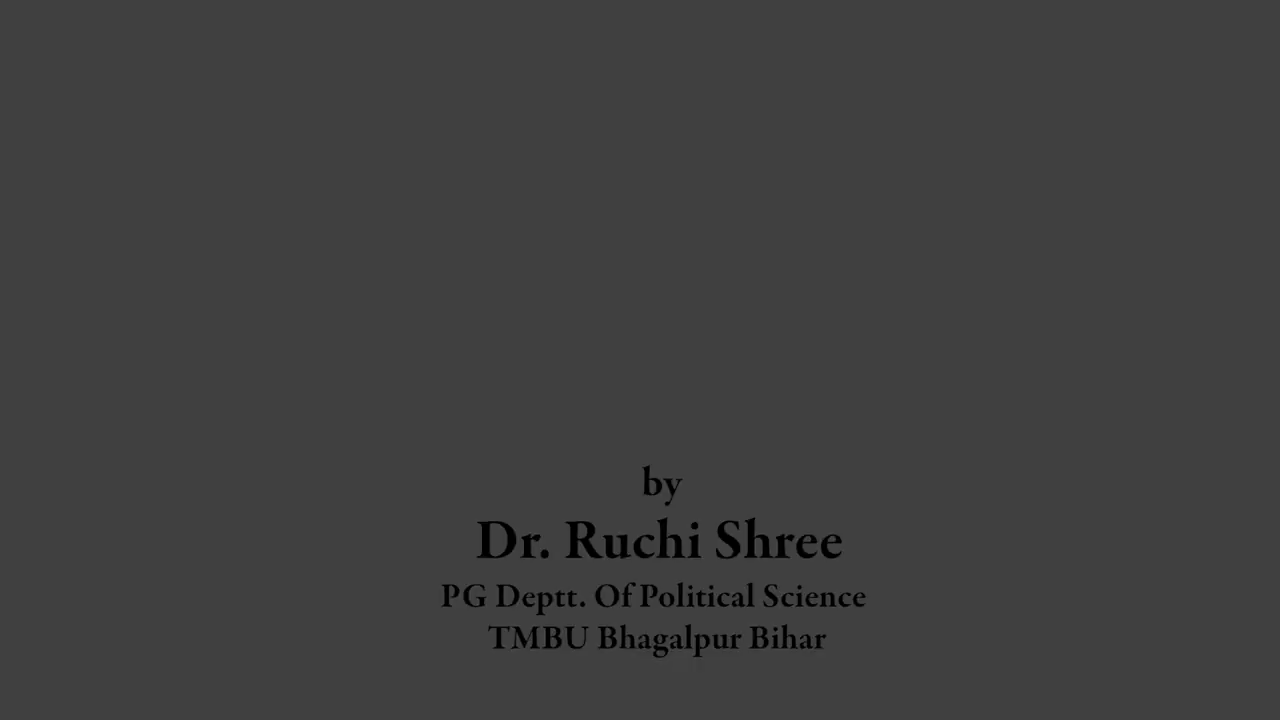 by
Dr. Ruchi Shree
PG Deptt. Of Political Science
TMBU Bhagalpur Bihar